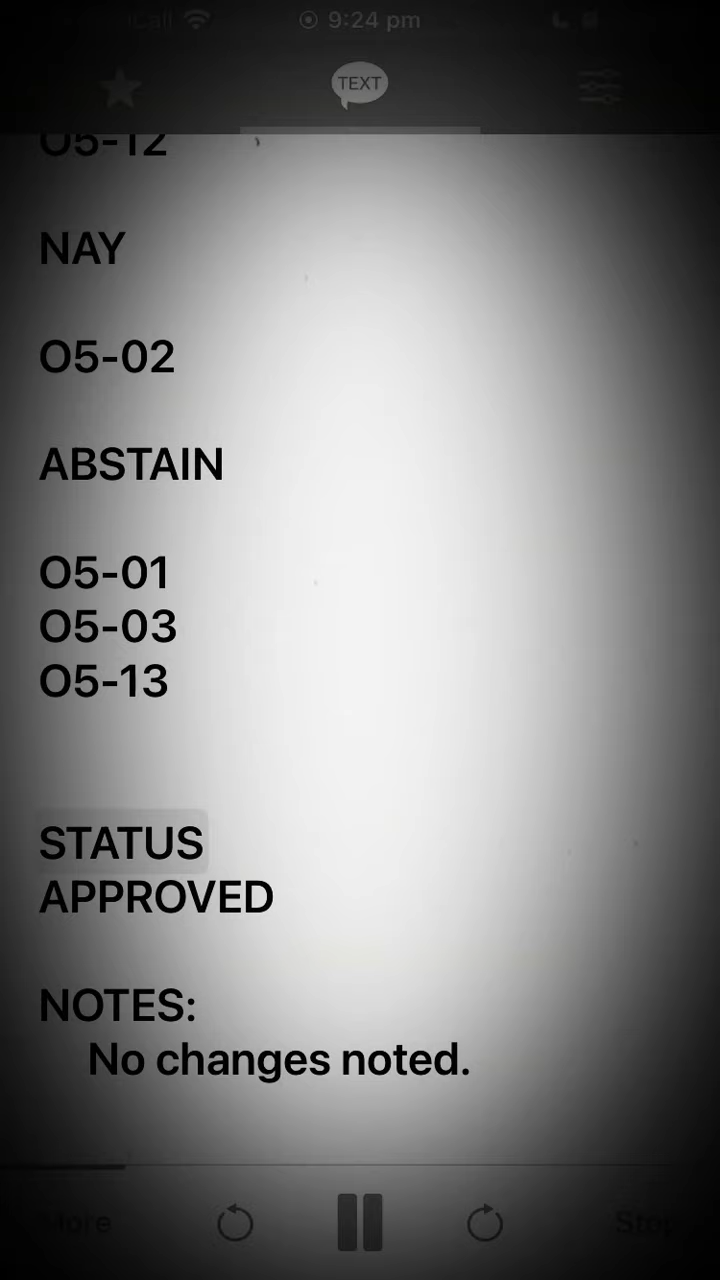 9:24 pm
TEXT
O5-12
NAY
O5-02
ABSTAIN
O5-01
O5-03
O5-13
STATUS
APPROVED
NOTES:
No changes noted.